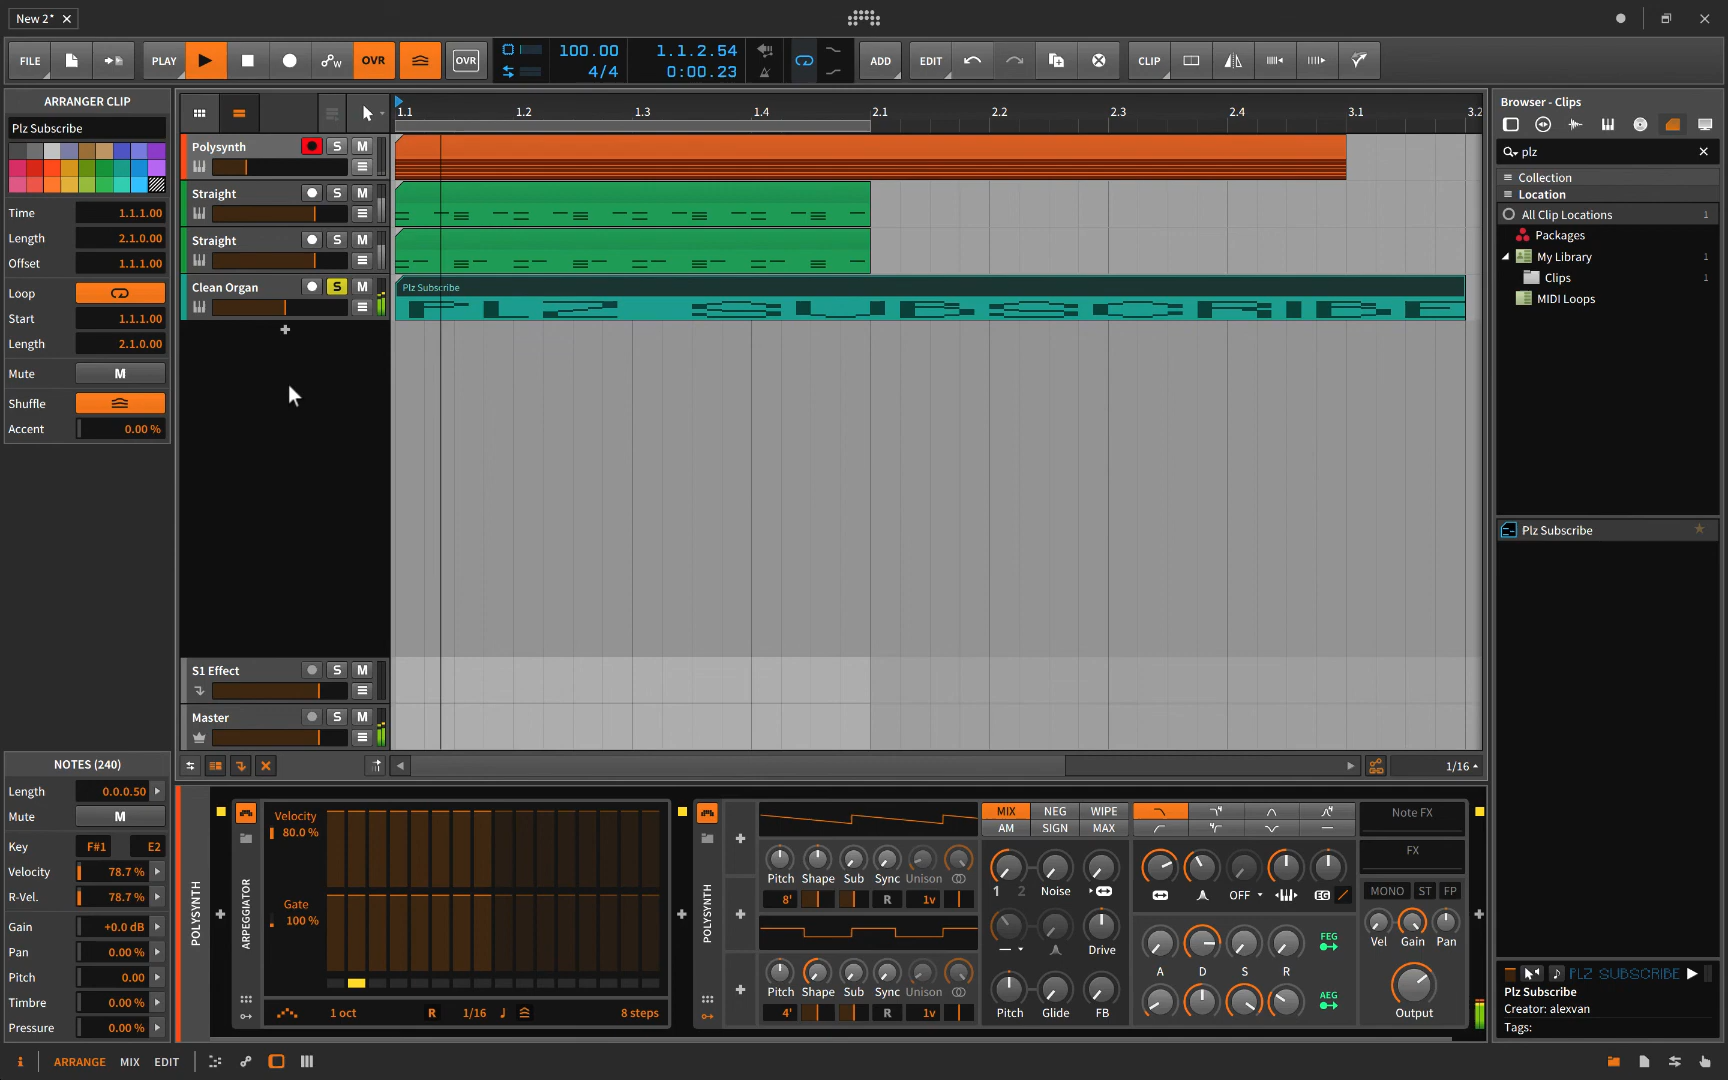 New 2*
FILE PLAY OVR OVR 100.00 4/4 1.1.2.54 0:00.23 ADD EDIT CLIP
ARRANGER CLIP
Plz Subscribe
Time 1.1.1.00
Length 2.1.0.00
Offset 1.1.1.00
Loop
Start 1.1.1.00
Length 2.1.0.00
Mute M
Shuffle
Accent 0.00 %
NOTES (240)
Length 0.0.0.50
Mute M
Key F#1 E2
Velocity 78.7 %
R-Vel. 78.7 %
Gain +0.0 dB
Pan 0.00 %
Pitch 0.00
Timbre 0.00 %
Pressure 0.00 %
1.1 1.2 1.3 1.4 2.1 2.2 2.3 2.4 3.1 3.2
Polysynth S M
Straight S M
Straight S M
Clean Organ S M
Plz Subscribe
PLZ SUBSCRIBE
S1 Effect S M
Master S M
1/16
POLYSYNTH
ARPEGGIATOR
Velocity
80.0 %
Gate
100 %
1 oct R 1/16 8 steps
POLYSYNTH
Pitch Shape Sub Sync Unison
8' R 1v
Pitch Shape Sub Sync Unison
4' R 1v
MIX NEG WIPE
AM SIGN MAX
1 2 Noise
Drive
Pitch Glide FB
OFF EG
A D S R
FEG
AEG
Note FX
FX
MONO ST FP
Vel Gain Pan
Output
Browser - Clips
plz
Collection
Location
All Clip Locations 1
Packages
My Library 1
Clips 1
MIDI Loops
Plz Subscribe
PLZ SUBSCRIBE
Plz Subscribe
Creator: alexvan
Tags:
i ARRANGE MIX EDIT